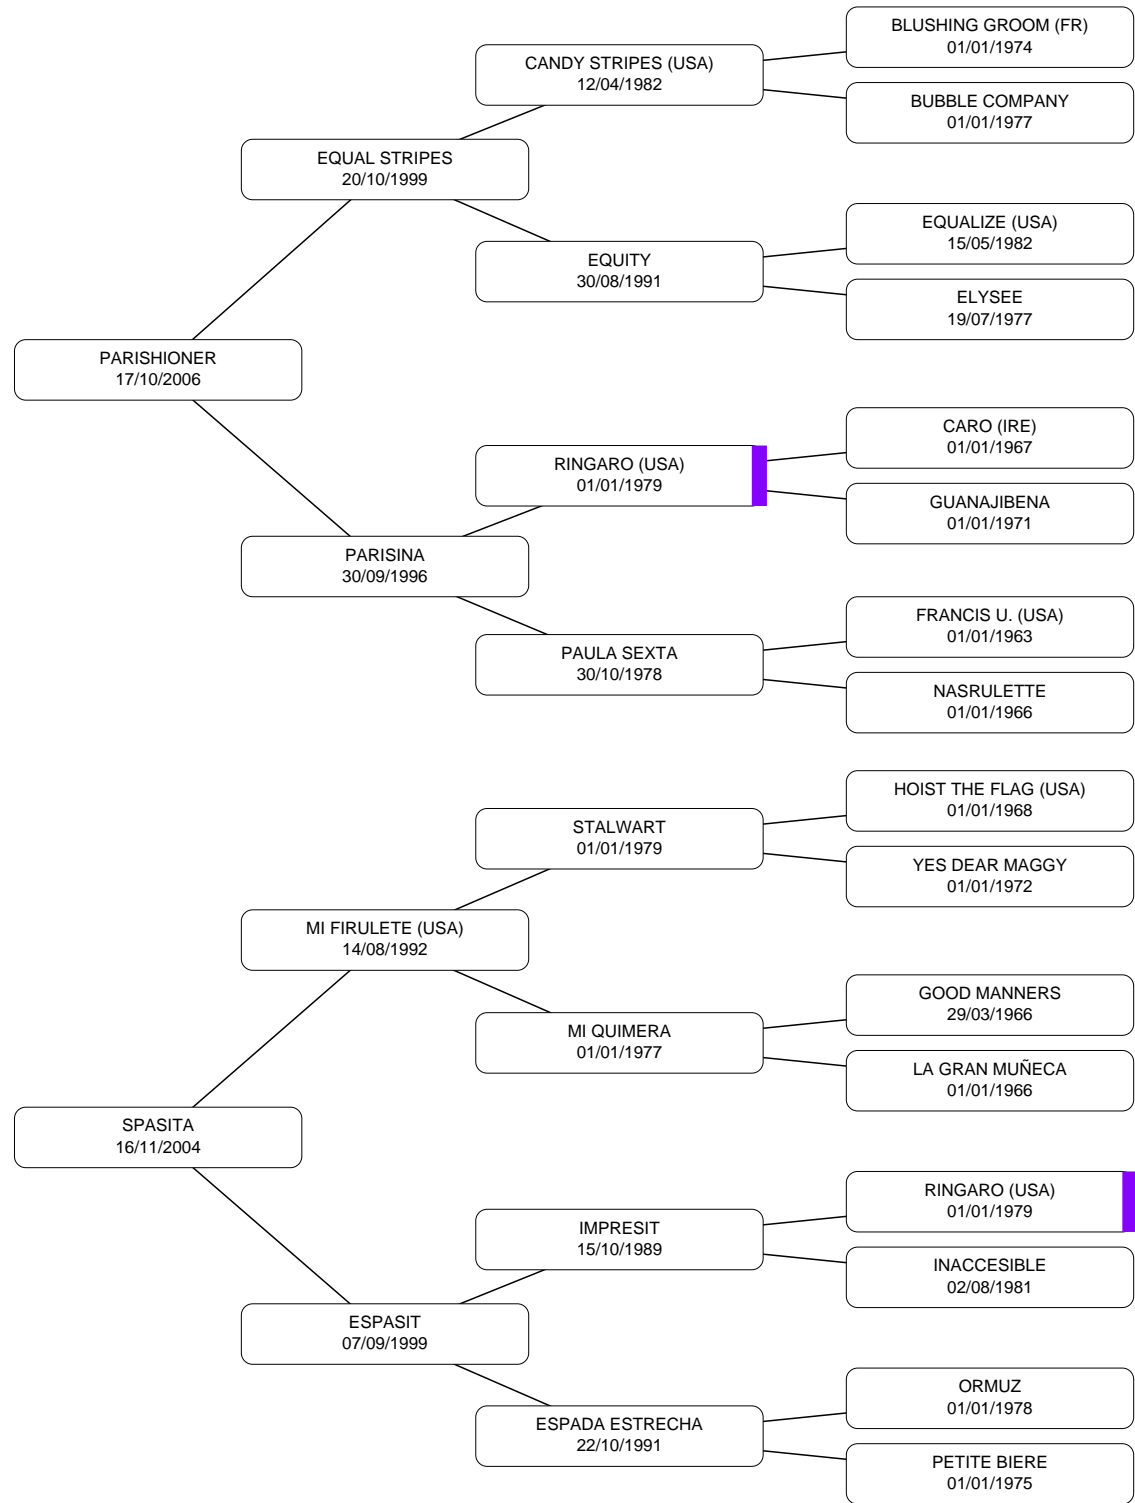 BLUSHING GROOM (FR)
01/01/1974
CANDY STRIPES (USA)
12/04/1982
BUBBLE COMPANY
01/01/1977
EQUAL STRIPES
20/10/1999
EQUALIZE (USA)
15/05/1982
EQUITY
30/08/1991
ELYSEE
19/07/1977
PARISHIONER
17/10/2006
CARO (IRE)
01/01/1967
RINGARO (USA)
01/01/1979
GUANAJIBENA
01/01/1971
PARISINA
30/09/1996
FRANCIS U. (USA)
01/01/1963
PAULA SEXTA
30/10/1978
NASRULETTE
01/01/1966
HOIST THE FLAG (USA)
01/01/1968
STALWART
01/01/1979
YES DEAR MAGGY
01/01/1972
MI FIRULETE (USA)
14/08/1992
GOOD MANNERS
29/03/1966
MI QUIMERA
01/01/1977
LA GRAN MUÑECA
01/01/1966
SPASITA
16/11/2004
RINGARO (USA)
01/01/1979
IMPRESIT
15/10/1989
INACCESIBLE
02/08/1981
ESPASIT
07/09/1999
ORMUZ
01/01/1978
ESPADA ESTRECHA
22/10/1991
PETITE BIERE
01/01/1975